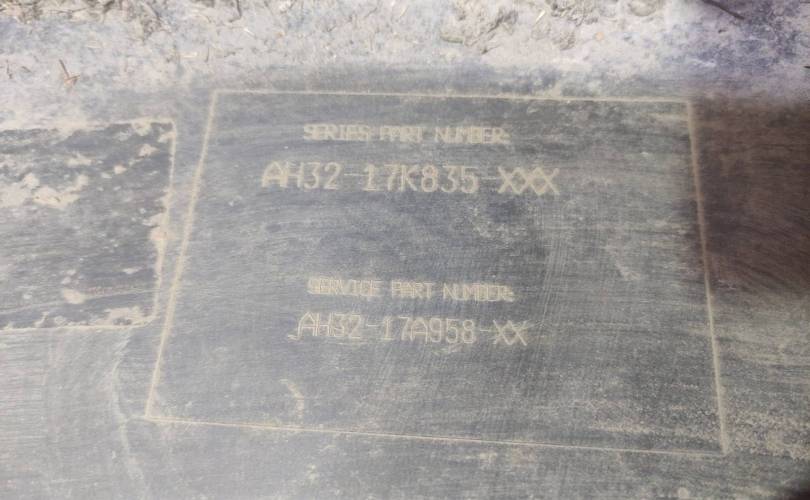 SERIES PART NUMBER:
AH32-17K835-XXX
SERVICE PART NUMBER:
AH32-17A958-XX